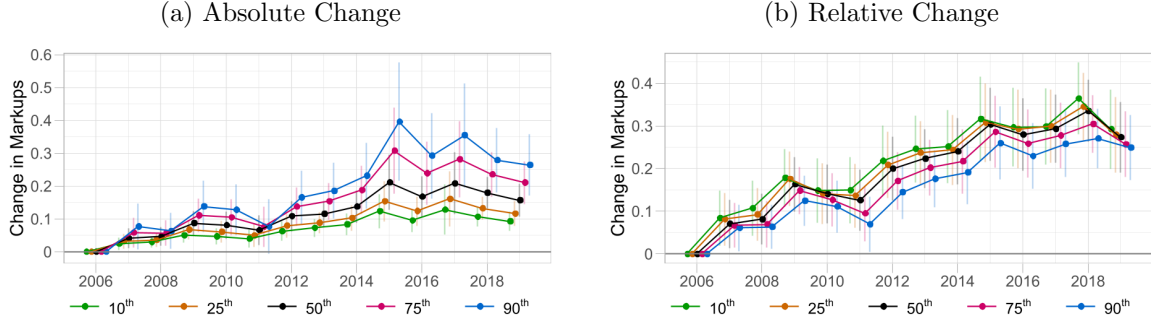 (a) Absolute Change
(b) Relative Change
Change in Markups
0.6
0.5
0.4
0.3
0.2
0.1
0
2006 2008 2010 2012 2014 2016 2018
10th 25th 50th 75th 90th
Change in Markups
0.4
0.3
0.2
0.1
0
2006 2008 2010 2012 2014 2016 2018
10th 25th 50th 75th 90th